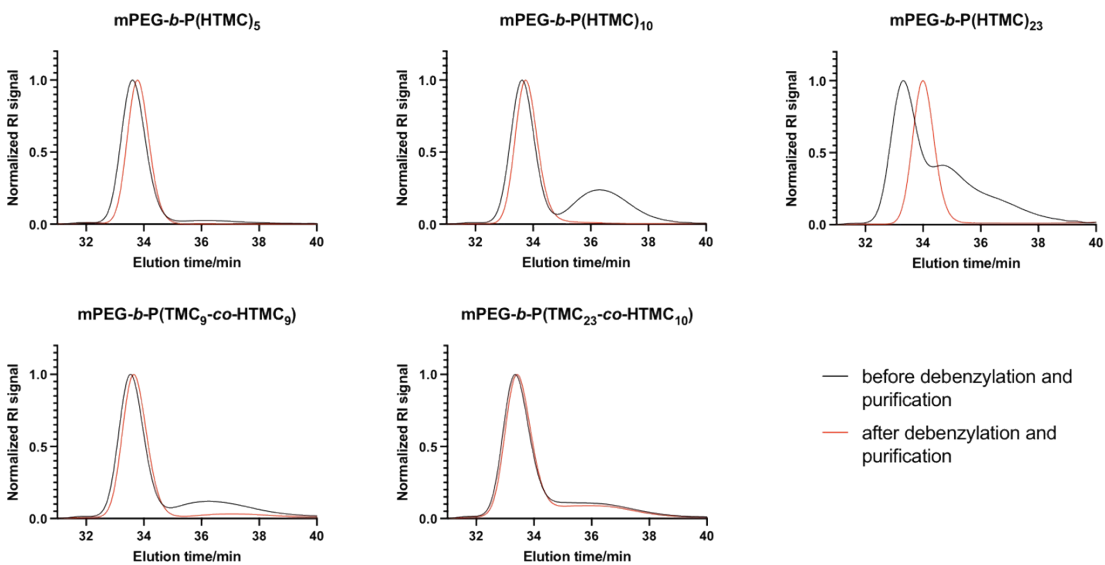 mPEG-b-P(HTMC)5
mPEG-b-P(HTMC)10
mPEG-b-P(HTMC)23
Normalized RI signal
1.0
0.5
0.0
32 34 36 38 40
Elution time/min
Normalized RI signal
1.0
0.5
0.0
32 34 36 38 40
Elution time/min
Normalized RI signal
1.0
0.5
0.0
32 34 36 38 40
Elution time/min
mPEG-b-P(TMC9-co-HTMC9)
mPEG-b-P(TMC23-co-HTMC10)
Normalized RI signal
1.0
0.5
0.0
32 34 36 38 40
Elution time/min
Normalized RI signal
1.0
0.5
0.0
32 34 36 38 40
Elution time/min
before debenzylation and
purification
after debenzylation and
purification